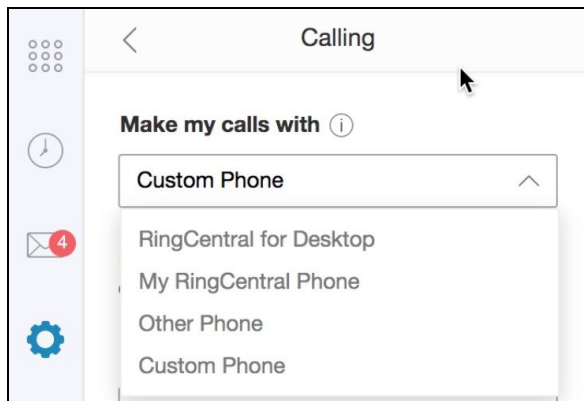 Calling
Make my calls with
Custom Phone
4
RingCentral for Desktop
My RingCentral Phone
Other Phone
Custom Phone